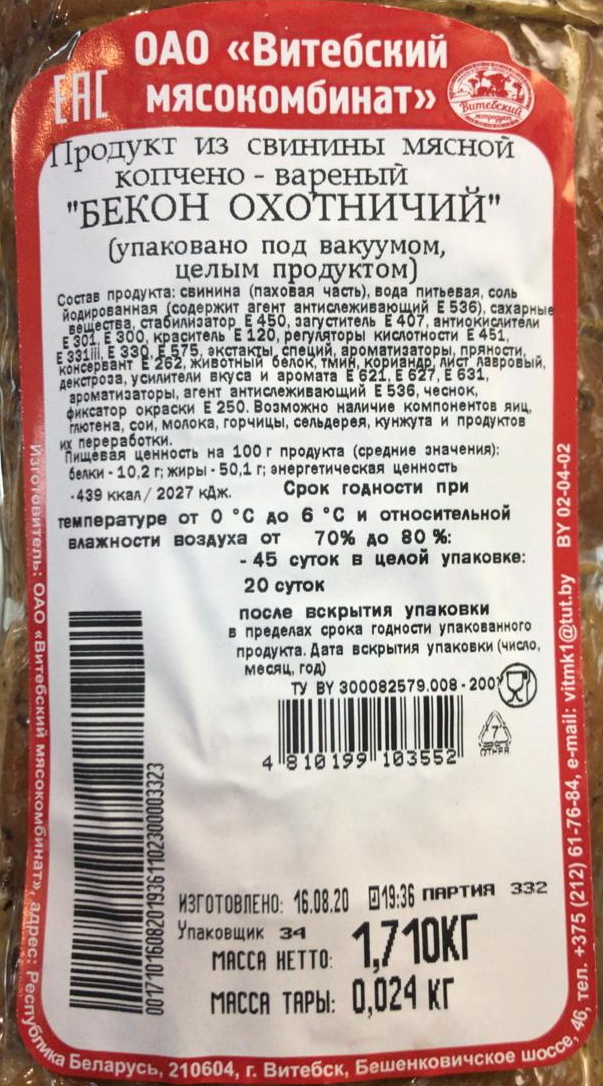 ОАО «Витебский
мясокомбинат»
ЕАС
Витебский
Продукт из свинины мясной
копчено - вареный
"БЕКОН ОХОТНИЧИЙ"
(упаковано под вакуумом,
целым продуктом)
Состав продукта: свинина (паховая часть), вода питьевая, соль
йодированная (содержит агент антислеживающий Е 536), сахарные
вещества, стабилизатор Е 450, загуститель Е 407, антиокислители
Е 301, Е 300, краситель Е 120, регуляторы кислотности Е 451,
Е 331iii, Е 330, Е 575, экстакты специй, ароматизаторы, пряности,
консервант Е 262, животный белок, тмин, кориандр, лист лавровый,
декстроза, усилители вкуса и аромата Е 621, Е 627, Е 631,
ароматизаторы, агент антислеживающий Е 536, чеснок,
фиксатор окраски Е 250. Возможно наличие компонентов яиц,
глютена, сои, молока, горчицы, сельдерея, кунжута и продуктов
их переработки.
Пищевая ценность на 100 г продукта (средние значения):
белки - 10,2 г; жиры - 50,1 г; энергетическая ценность
-439 ккал / 2027 кДж. Срок годности при
температуре от 0 °С до 6 °С и относительной
влажности воздуха от 70% до 80 %:
- 45 суток в целой упаковке:
20 суток
после вскрытия упаковки
в пределах срока годности упакованного
продукта. Дата вскрытия упаковки (число,
месяц, год)
ТУ BY 300082579.008 - 200
4 810199 103552
7
ДРУГИЕ
00171016082019361102300003323
ИЗГОТОВЛЕНО: 16.08.20 19:36 ПАРТИЯ 332
Упаковщик 34
МАССА НЕТТО: 1,710КГ
МАССА ТАРЫ: 0,024 КГ
Изготовитель: ОАО «Витебский мясокомбинат», адрес: Республика Беларусь, 210604, г. Витебск, Бешенковичское шоссе, 46, тел. +375 (212) 61-76-84, e-mail: vitmk1@tut.by BY 02-04-02